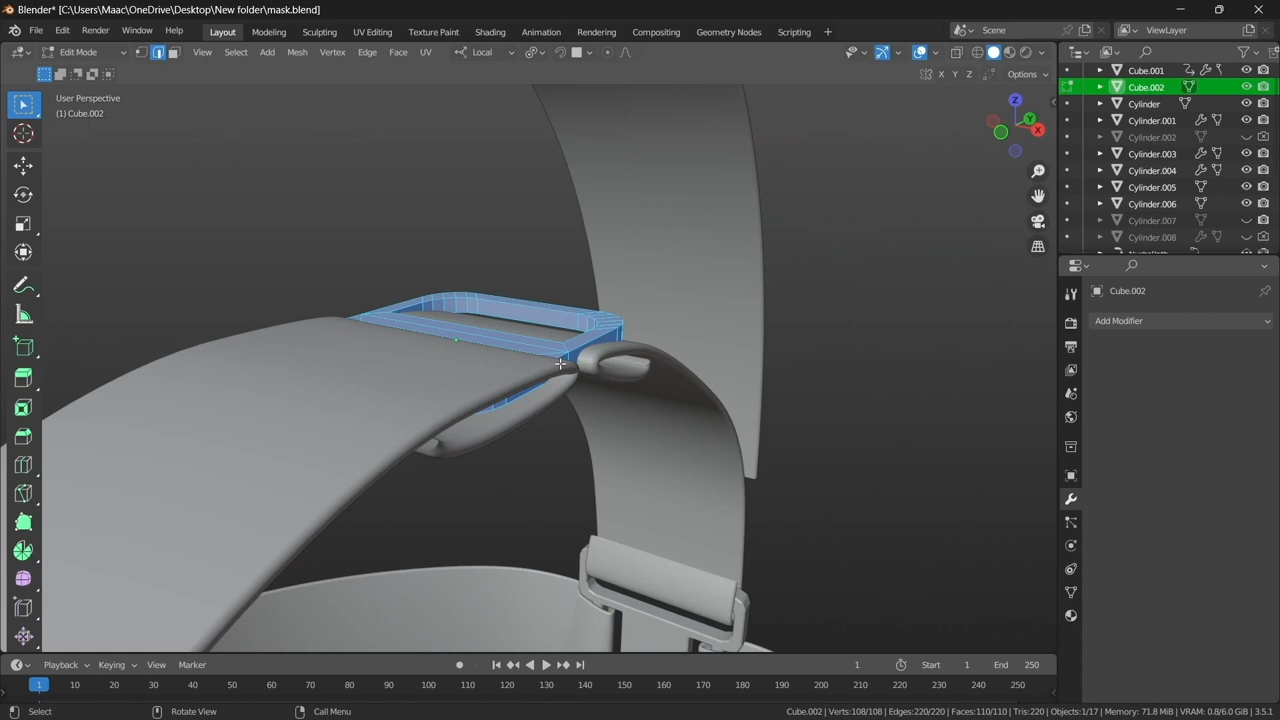 Blender* [C:\Users\Maac\OneDrive\Desktop\New folder\mask.blend]
File Edit Render Window Help Layout Modeling Sculpting UV Editing Texture Paint Shading Animation Rendering Compositing Geometry Nodes Scripting + Scene ViewLayer
Edit Mode View Select Add Mesh Vertex Edge Face UV Local
X Y Z Options
User Perspective
(1) Cube.002
Z
Y
X
Cube.001
Cube.002
Cylinder
Cylinder.001
Cylinder.002
Cylinder.003
Cylinder.004
Cylinder.005
Cylinder.006
Cylinder.007
Cylinder.008
Cube.002
Add Modifier
Playback Keying View Marker 1 Start 1 End 250
1 10 20 30 40 50 60 70 80 90 100 110 120 130 140 150 160 170 180 190 200 210 220 230 240 250
Select Rotate View Call Menu Cube.002 | Verts:108/108 | Edges:220/220 | Faces:110/110 | Tris:220 | Objects:1/17 | Memory: 71.8 MiB | VRAM: 0.8/6.0 GiB | 3.5.1